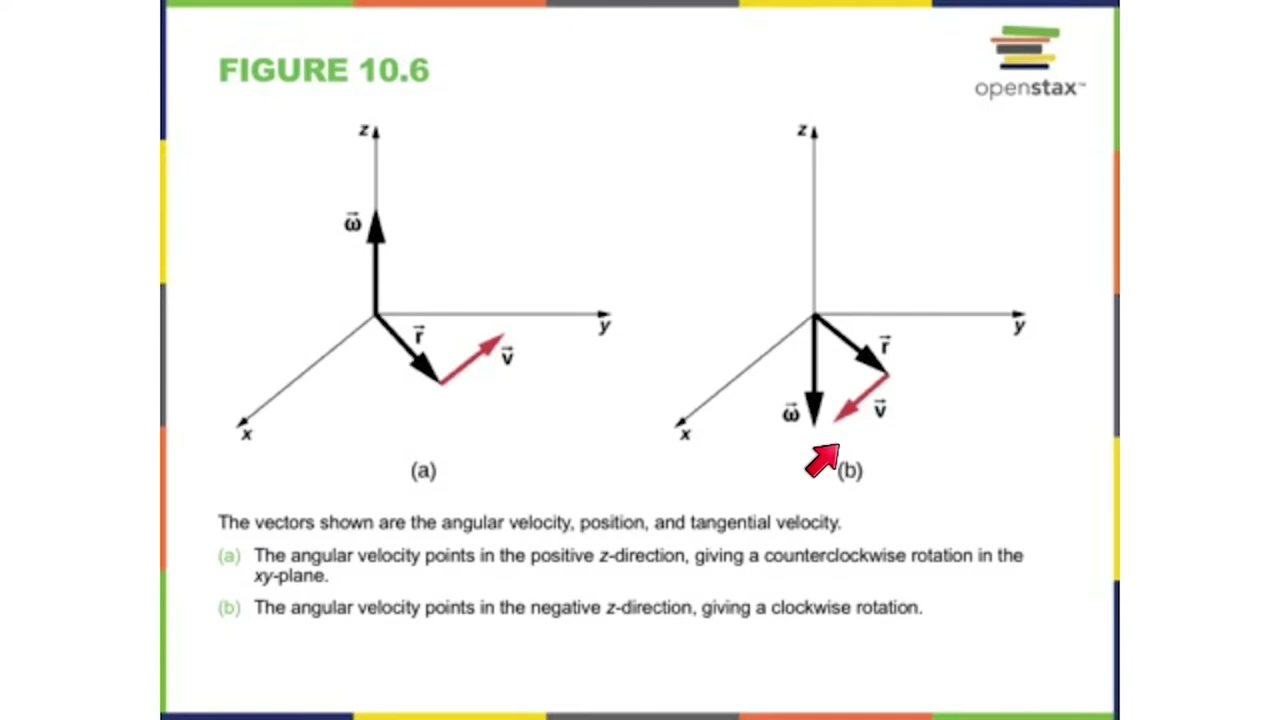 FIGURE 10.6
openstax™
z
ω
r
v
y
x
(a)
z
r
ω
v
y
x
(b)
The vectors shown are the angular velocity, position, and tangential velocity.
(a) The angular velocity points in the positive z-direction, giving a counterclockwise rotation in the
xy-plane.
(b) The angular velocity points in the negative z-direction, giving a clockwise rotation.